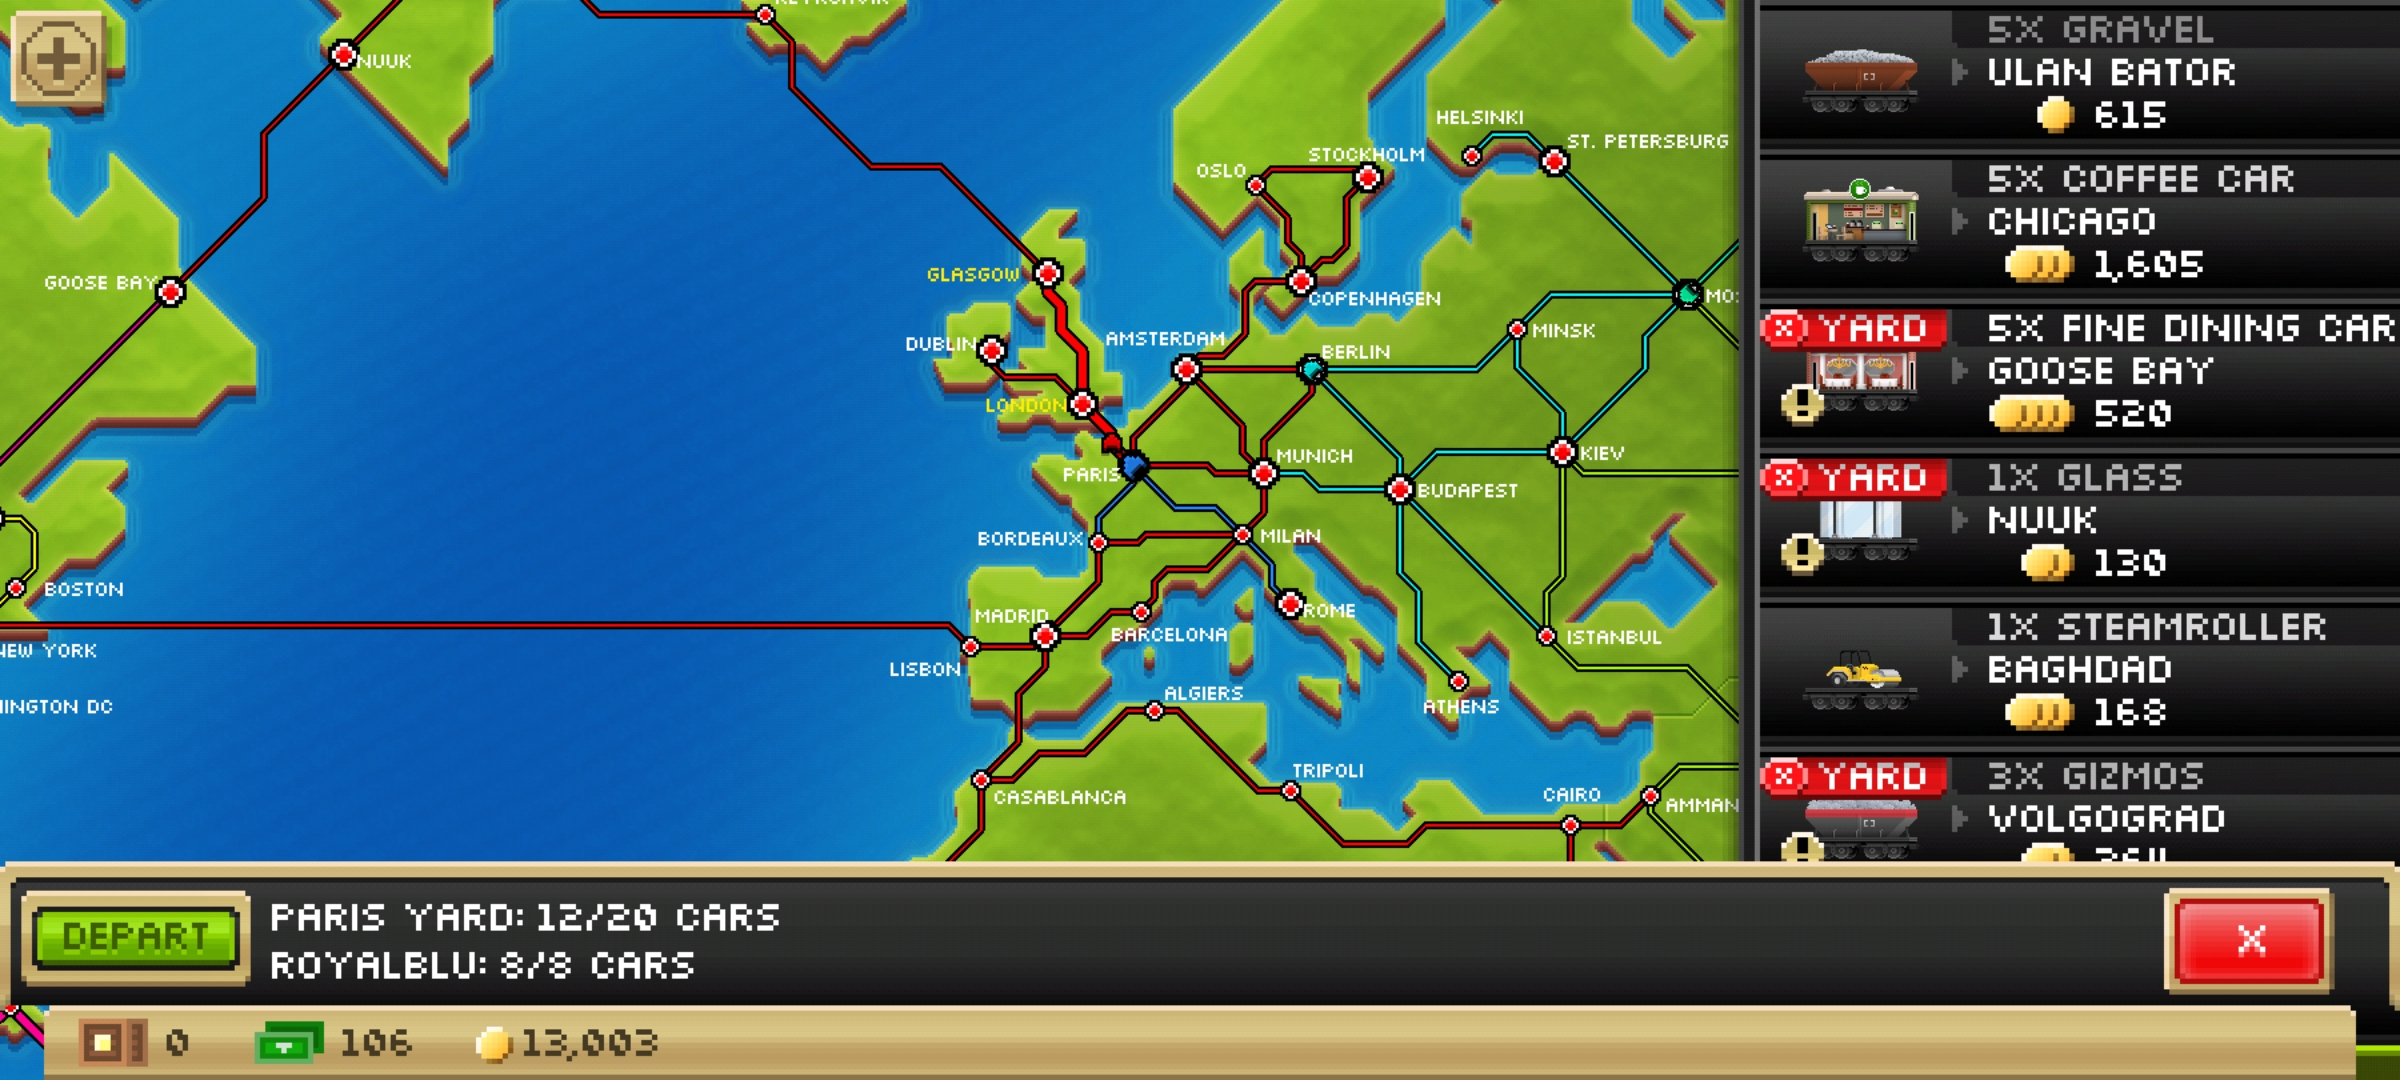 NUUK
GOOSE BAY
BOSTON
NEW YORK
INGTON DC
GLASGOW
DUBLIN
LONDON
AMSTERDAM
PARIS
OSLO
STOCKHOLM
COPENHAGEN
HELSINKI
ST. PETERSBURG
BERLIN
MINSK
MO
MUNICH
BUDAPEST
KIEV
BORDEAUX
MILAN
ROME
MADRID
BARCELONA
LISBON
ISTANBUL
ATHENS
ALGIERS
CASABLANCA
TRIPOLI
CAIRO
AMMAN
5X GRAVEL
ULAN BATOR
615
5X COFFEE CAR
CHICAGO
1,605
YARD
5X FINE DINING CAR
GOOSE BAY
520
YARD
1X GLASS
NUUK
130
1X STEAMROLLER
BAGHDAD
168
YARD
3X GIZMOS
VOLGOGRAD
DEPART
PARIS YARD: 12/20 CARS
ROYALBLU: 8/8 CARS
X
0
106
13,003